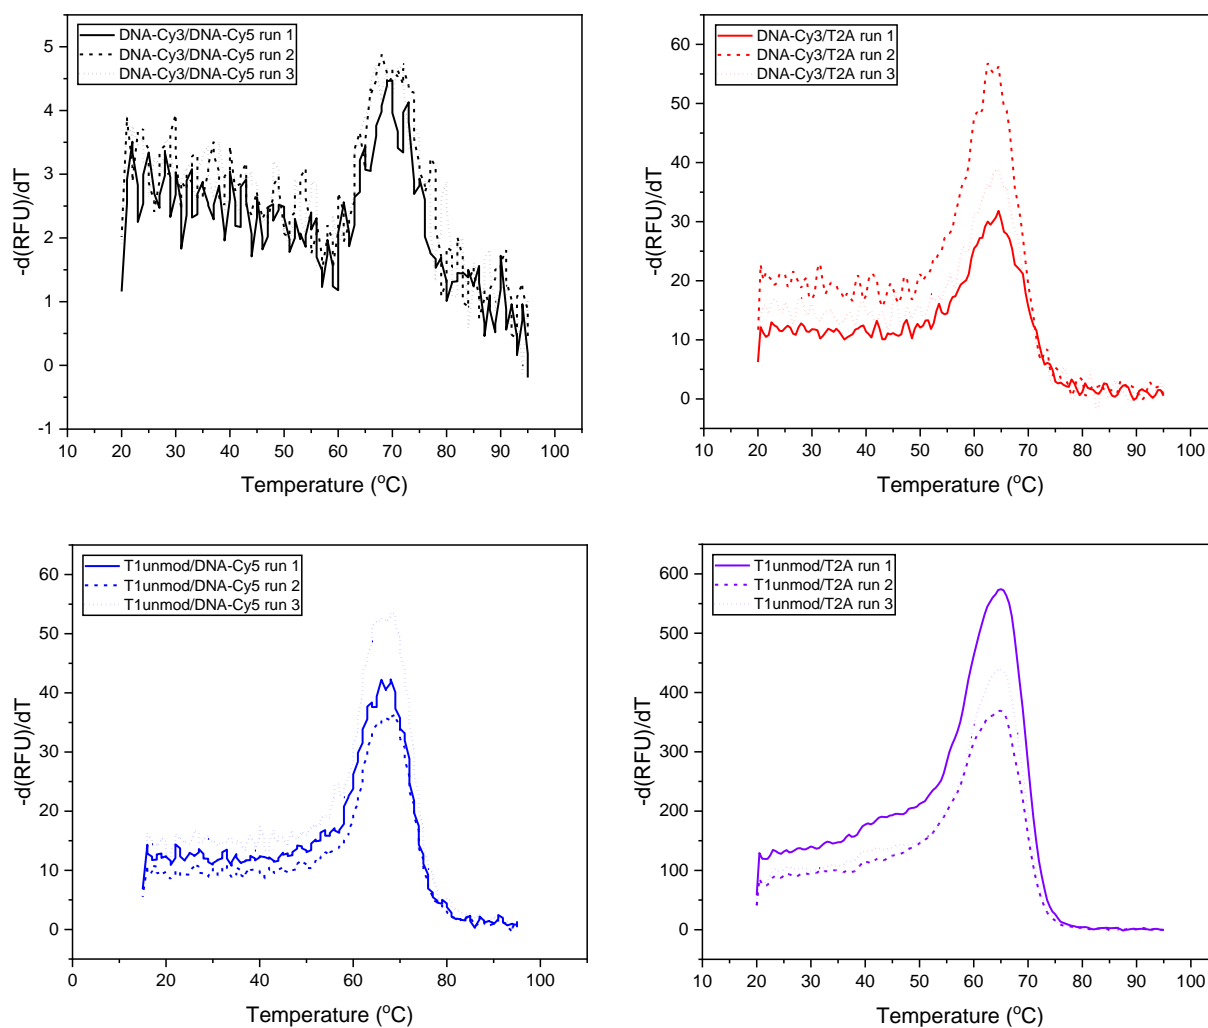 DNA-Cy3/DNA-Cy5 run 1
DNA-Cy3/DNA-Cy5 run 2
DNA-Cy3/DNA-Cy5 run 3
5
4
3
2
1
0
-1
-d(RFU)/dT
10 20 30 40 50 60 70 80 90 100
Temperature (°C)
DNA-Cy3/T2A run 1
DNA-Cy3/T2A run 2
DNA-Cy3/T2A run 3
60
50
40
30
20
10
0
-d(RFU)/dT
10 20 30 40 50 60 70 80 90 100
Temperature (°C)
T1unmod/DNA-Cy5 run 1
T1unmod/DNA-Cy5 run 2
T1unmod/DNA-Cy5 run 3
60
50
40
30
20
10
0
-d(RFU)/dT
0 20 40 60 80 100
Temperature (°C)
T1unmod/T2A run 1
T1unmod/T2A run 2
T1unmod/T2A run 3
600
500
400
300
200
100
0
-d(RFU)/dT
10 20 30 40 50 60 70 80 90 100
Temperature (°C)